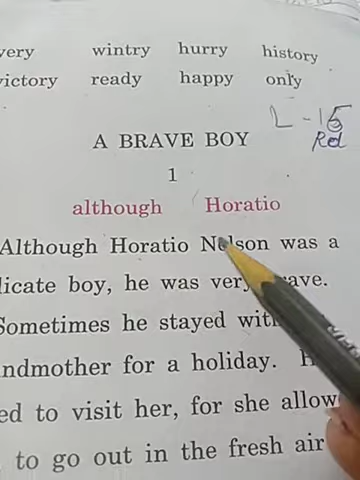 very wintry hurry history
victory ready happy only
L-15
Rd
A BRAVE BOY
1
although Horatio
Although Horatio Nelson was a
licate boy, he was very brave.
Sometimes he stayed with
ndmother for a holiday. H
ed to visit her, for she allow
to go out in the fresh air